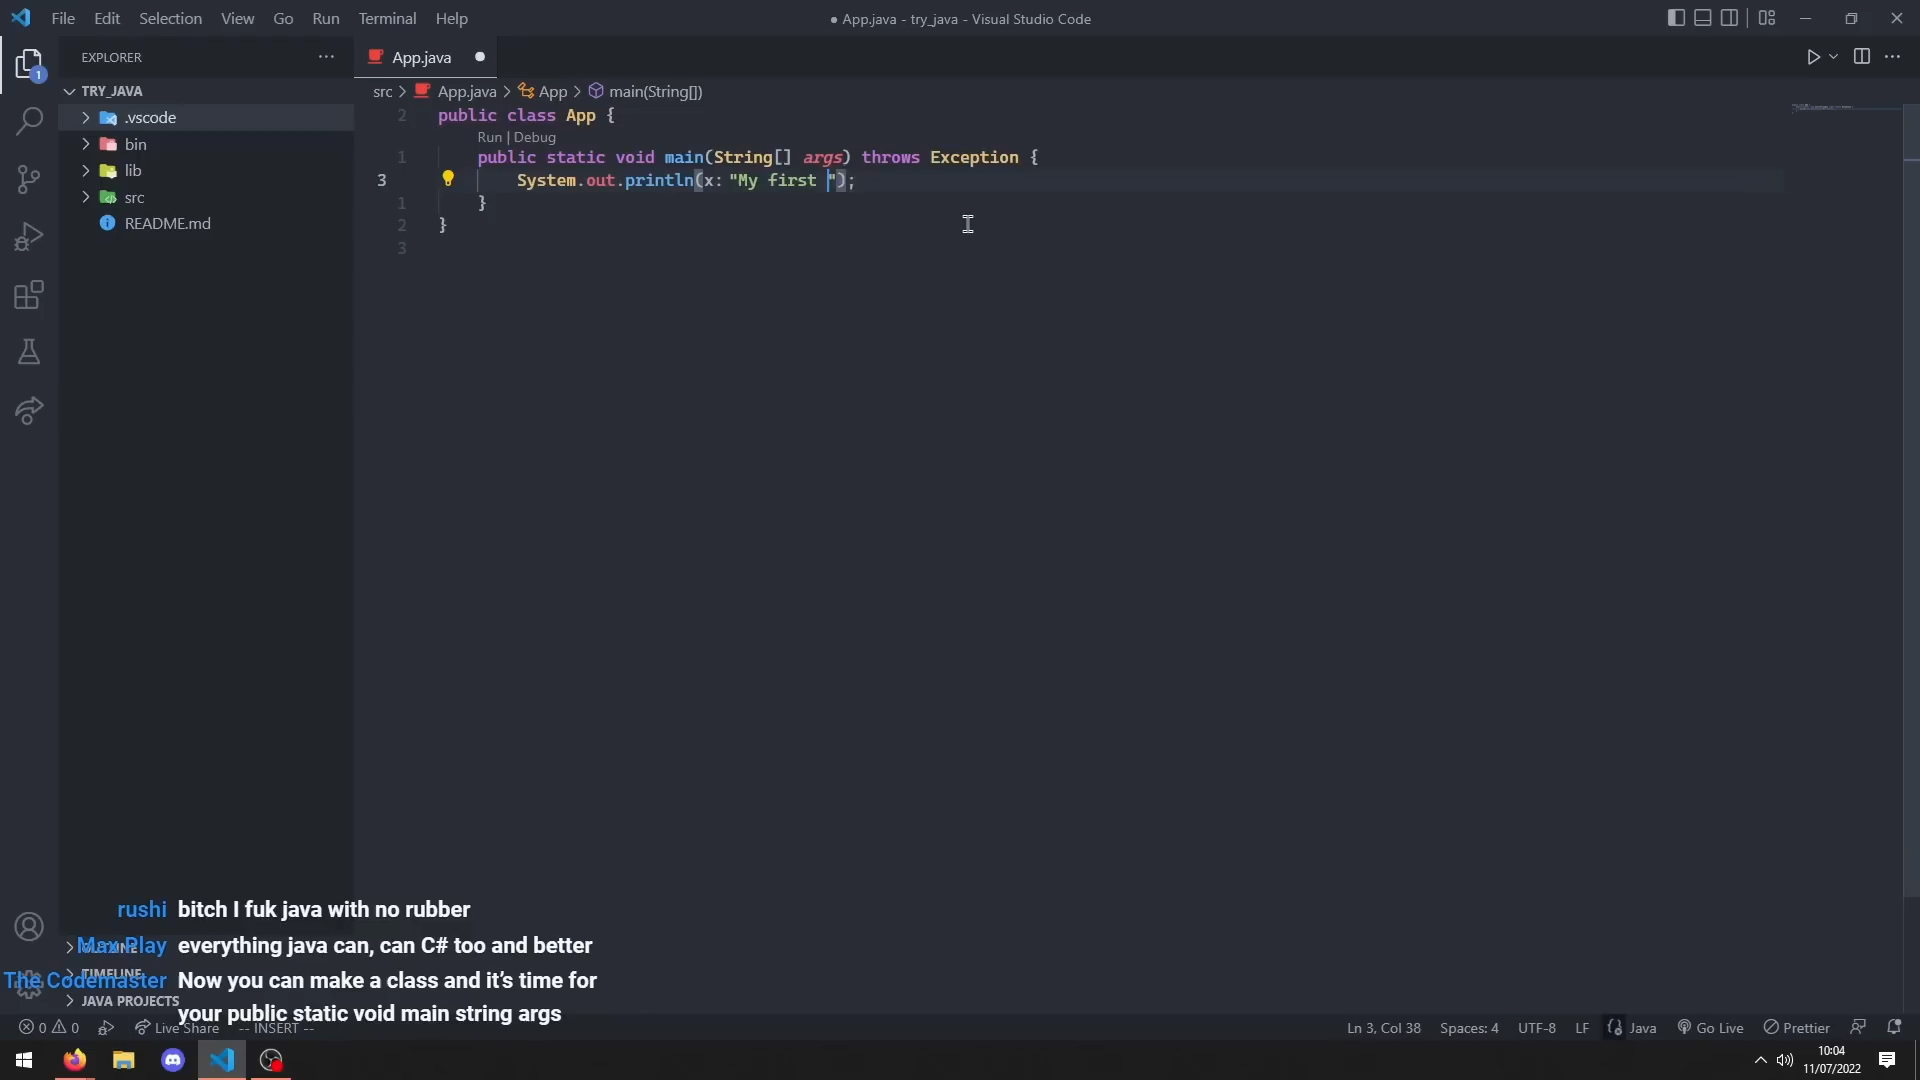 File Edit Selection View Go Run Terminal Help
● App.java - try_java - Visual Studio Code
EXPLORER
App.java
1
TRY_JAVA
src > App.java > App > main(String[])
.vscode
bin
lib
src
README.md
2 public class App {
Run | Debug
1 public static void main(String[] args) throws Exception {
3 System.out.println(x: "My first ");
1 }
2 }
3
rushi bitch I fuk java with no rubber
OUTLINE
Max Play everything java can, can C# too and better
TIMELINE
The Codemaster Now you can make a class and it's time for
JAVA PROJECTS
your public static void main string args
0 0 Live Share -- INSERT --
Ln 3, Col 38 Spaces: 4 UTF-8 LF Java Go Live Prettier
10:04
11/07/2022